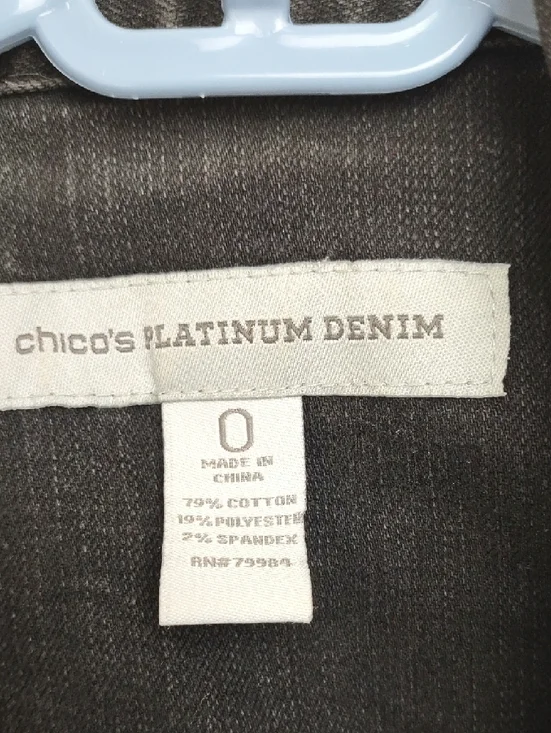 chico's PLATINUM DENIM
0
MADE IN
CHINA
79% COTTON
19% POLYESTER
2% SPANDEX
RN#79984